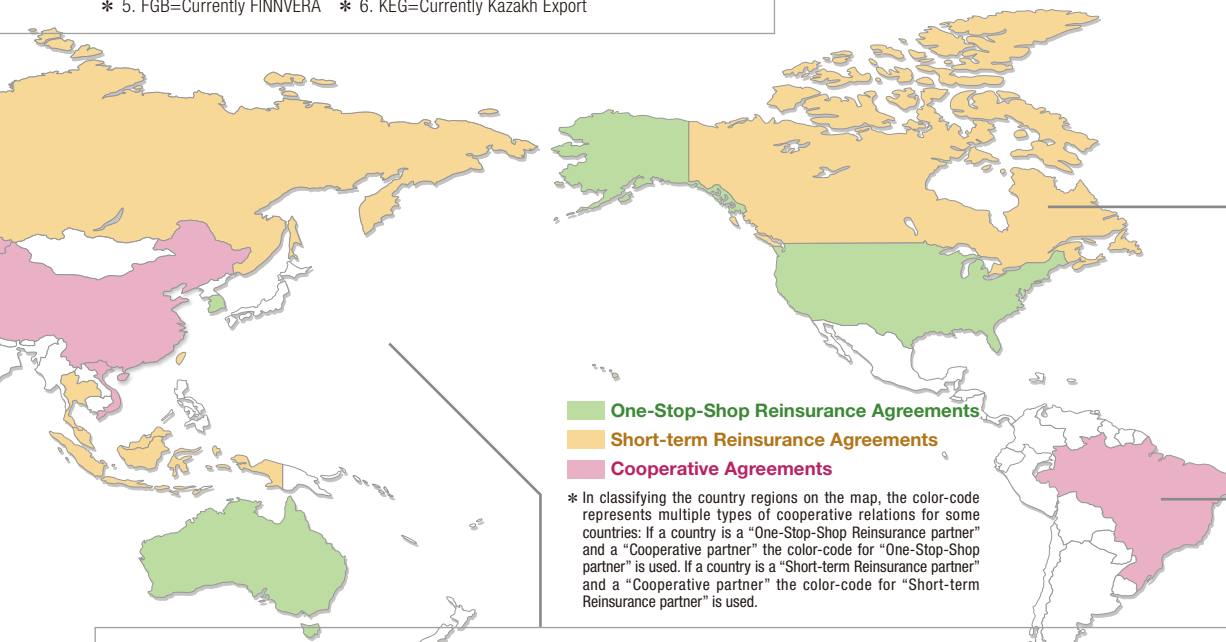 * 5. FGB=Currently FINNVERA * 6. KEG=Currently Kazakh Export
One-Stop-Shop Reinsurance Agreements
Short-term Reinsurance Agreements
Cooperative Agreements
* In classifying the country regions on the map, the color-code
represents multiple types of cooperative relations for some
countries: If a country is a “One-Stop-Shop Reinsurance partner”
and a “Cooperative partner” the color-code for “One-Stop-Shop
partner” is used. If a country is a “Short-term Reinsurance partner”
and a “Cooperative partner” the color-code for “Short-term
Reinsurance partner” is used.